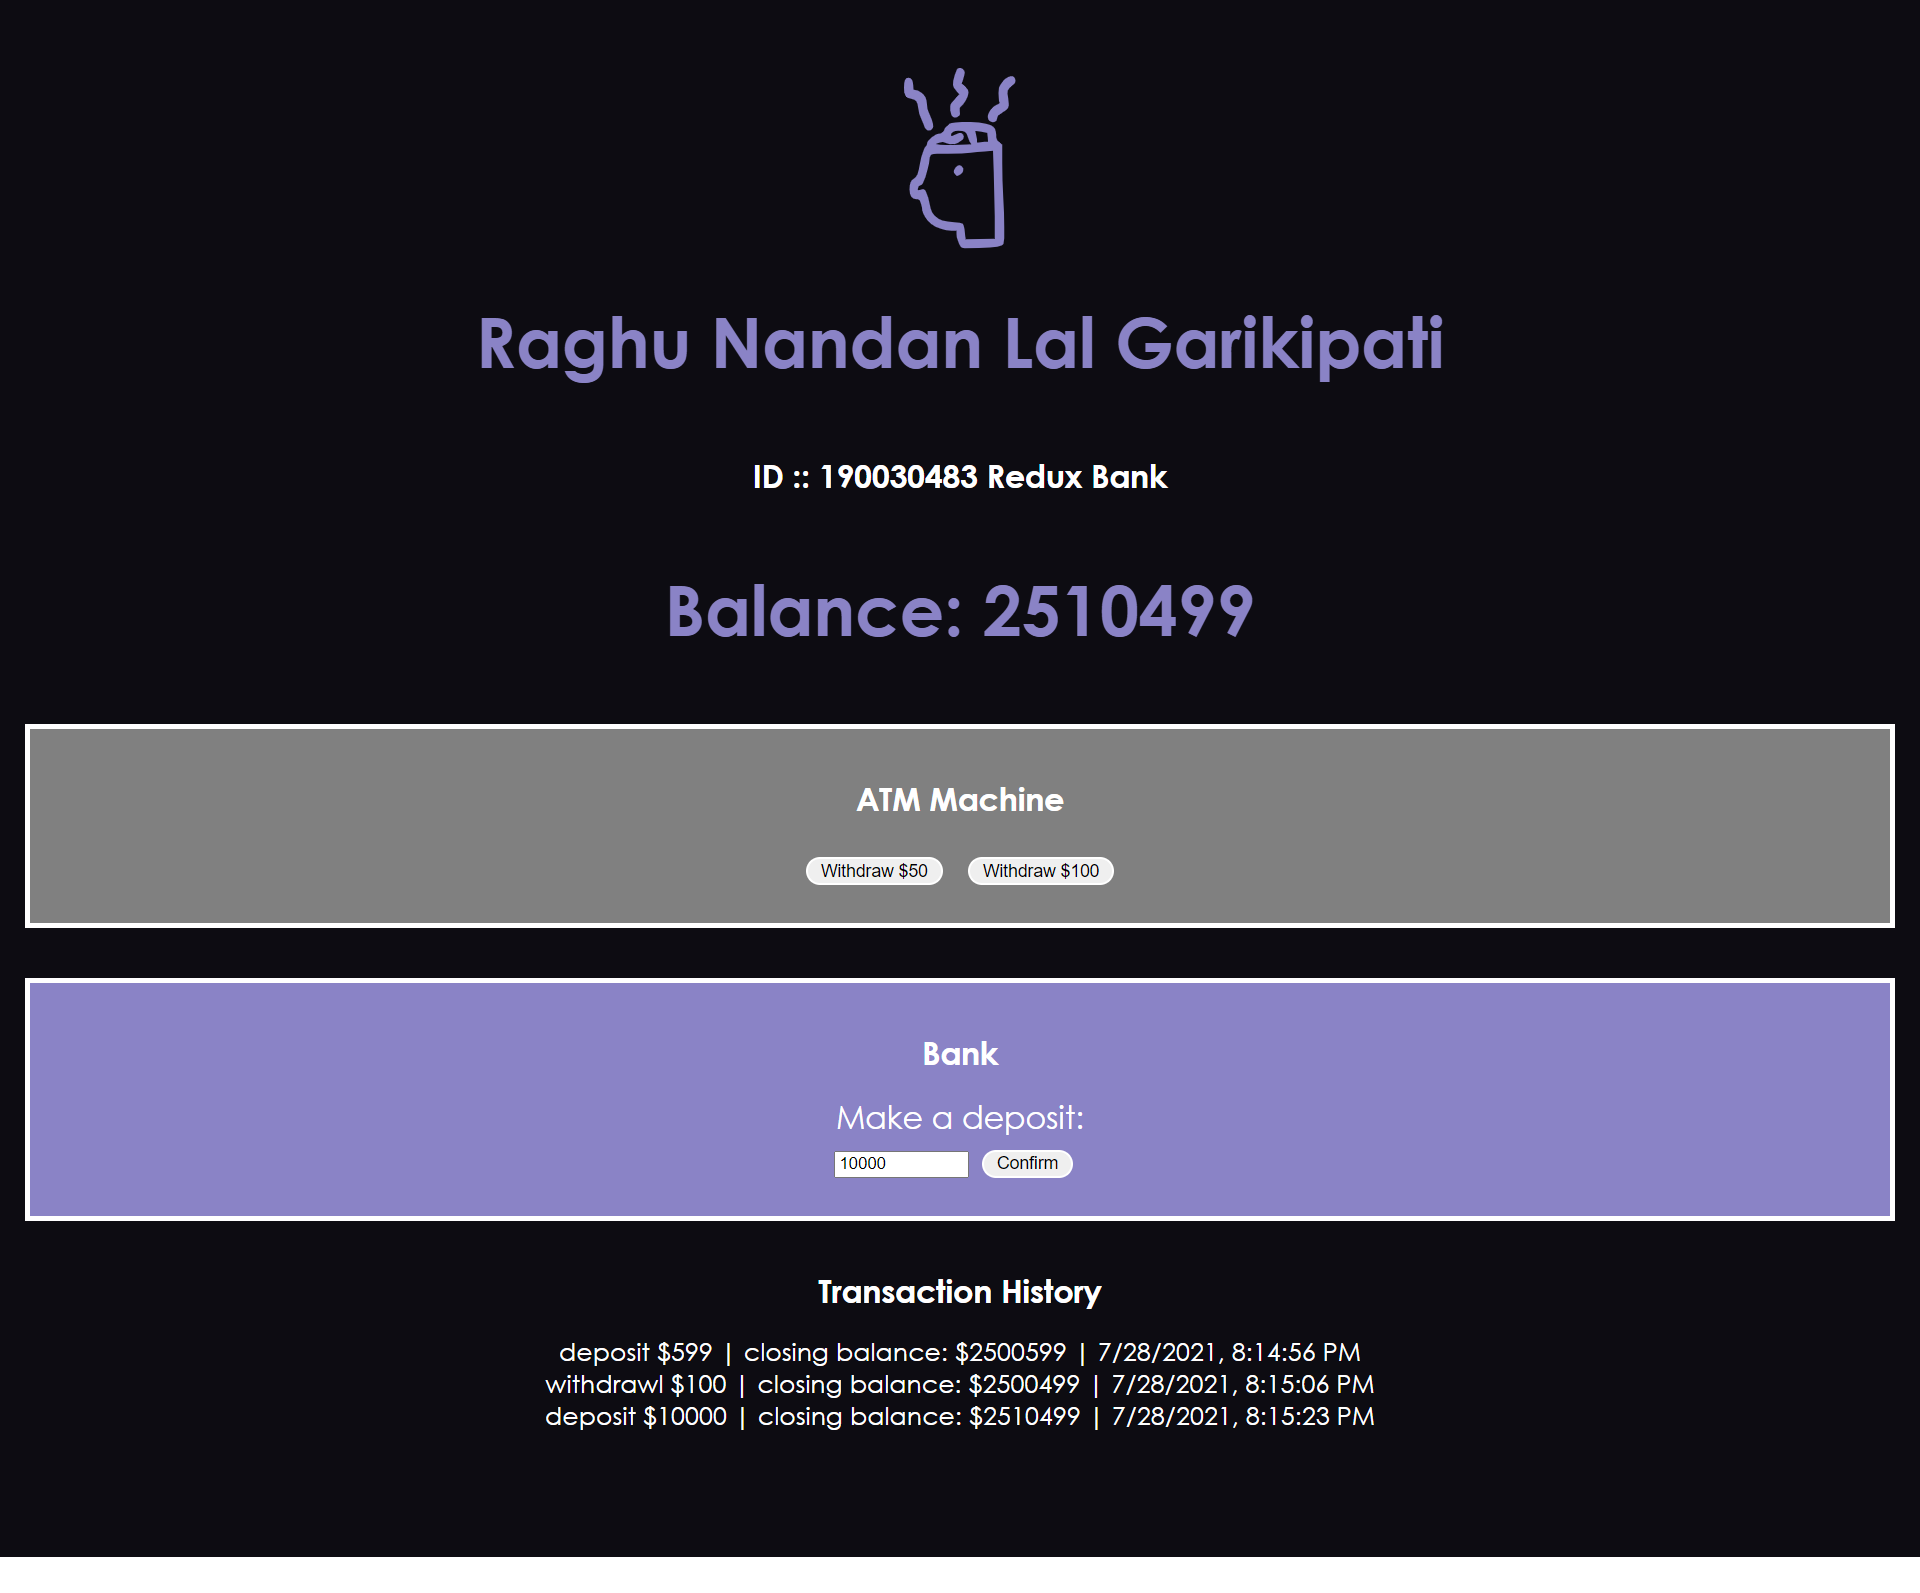 Raghu Nandan Lal Garikipati
ID :: 190030483 Redux Bank
Balance: 2510499
ATM Machine
Withdraw $50 Withdraw $100
Bank
Make a deposit:
10000 Confirm
Transaction History
deposit $599 | closing balance: $2500599 | 7/28/2021, 8:14:56 PM
withdrawl $100 | closing balance: $2500499 | 7/28/2021, 8:15:06 PM
deposit $10000 | closing balance: $2510499 | 7/28/2021, 8:15:23 PM